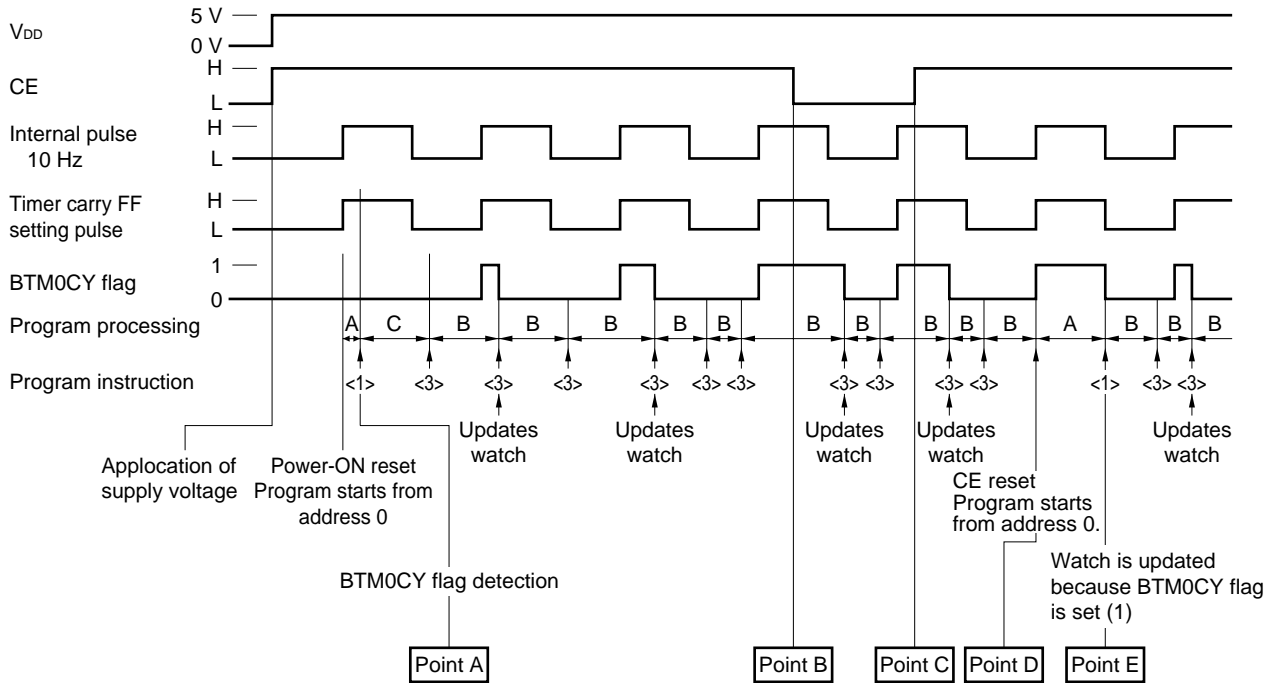 VDD
5 V
0 V
CE
H
L
Internal pulse
10 Hz
H
L
Timer carry FF
setting pulse
H
L
BTM0CY flag
1
0
Program processing
A C B B B B B B B B B B A B B B
Program instruction
<1> <3> <3> <3> <3> <3> <3> <3> <3> <3> <3> <1> <3> <3>
Updates
watch
Updates
watch
Updates
watch
Updates
watch
Updates
watch
Applocation of
supply voltage
Power-ON reset
Program starts from
address 0
CE reset
Program starts
from address 0.
BTM0CY flag detection
Watch is updated
because BTM0CY flag
is set (1)
Point A
Point B
Point C
Point D
Point E